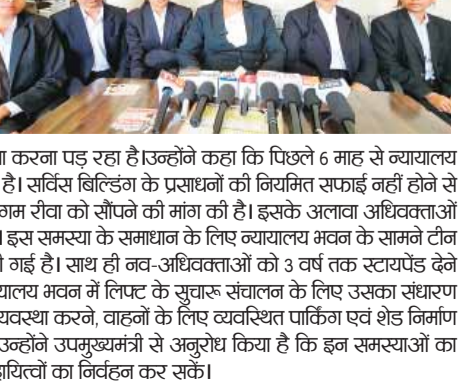 ा करना पड़ रहा है।उन्होंने कहा कि पिछले 6 माह से न्यायालय
है। सर्विस बिल्डिंग के प्रसाधनों की नियमित सफाई नहीं होने से
गम रीवा को सौंपने की मांग की है। इसके अलावा अधिवक्ताओं
। इस समस्या के समाधान के लिए न्यायालय भवन के सामने टीन
ी गई है। साथ ही नव-अधिवक्ताओं को 3 वर्ष तक स्टायपेंड देने
यालय भवन में लिफ्ट के सुचारू संचालन के लिए उसका संधारण
यवस्था करने, वाहनों के लिए व्यवस्थित पार्किंग एवं शेड निर्माण
उन्होंने उपमुख्यमंत्री से अनुरोध किया है कि इन समस्याओं का
ायित्वों का निर्वहन कर सकें।